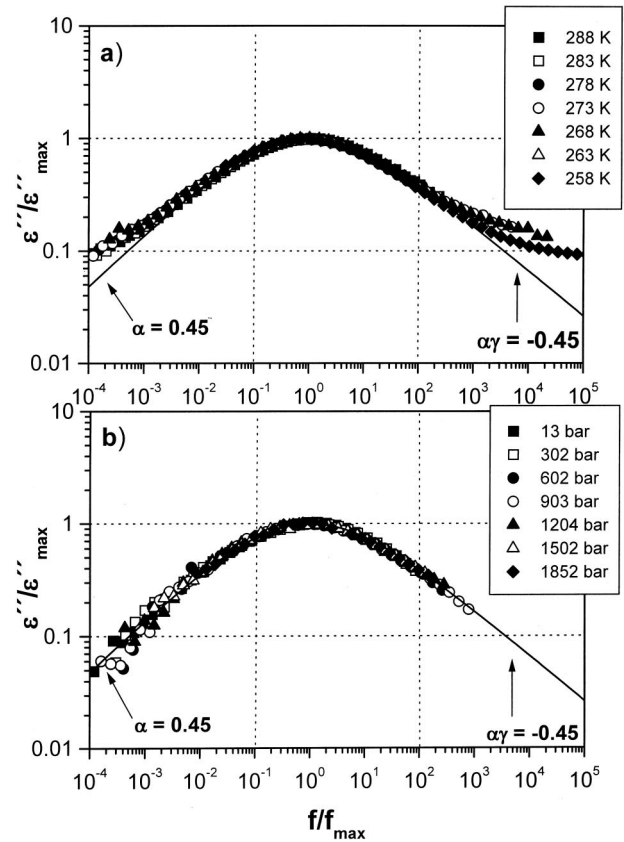 10
a)
1
0.1
0.01
ε´´/ε´´max
288 K
283 K
278 K
273 K
268 K
263 K
258 K
α = 0.45
αγ = -0.45
10⁻⁴ 10⁻³ 10⁻² 10⁻¹ 10⁰ 10¹ 10² 10³ 10⁴ 10⁵
10
b)
1
0.1
0.01
ε´´/ε´´max
13 bar
302 bar
602 bar
903 bar
1204 bar
1502 bar
1852 bar
α = 0.45
αγ = -0.45
10⁻⁴ 10⁻³ 10⁻² 10⁻¹ 10⁰ 10¹ 10² 10³ 10⁴ 10⁵
f/fmax